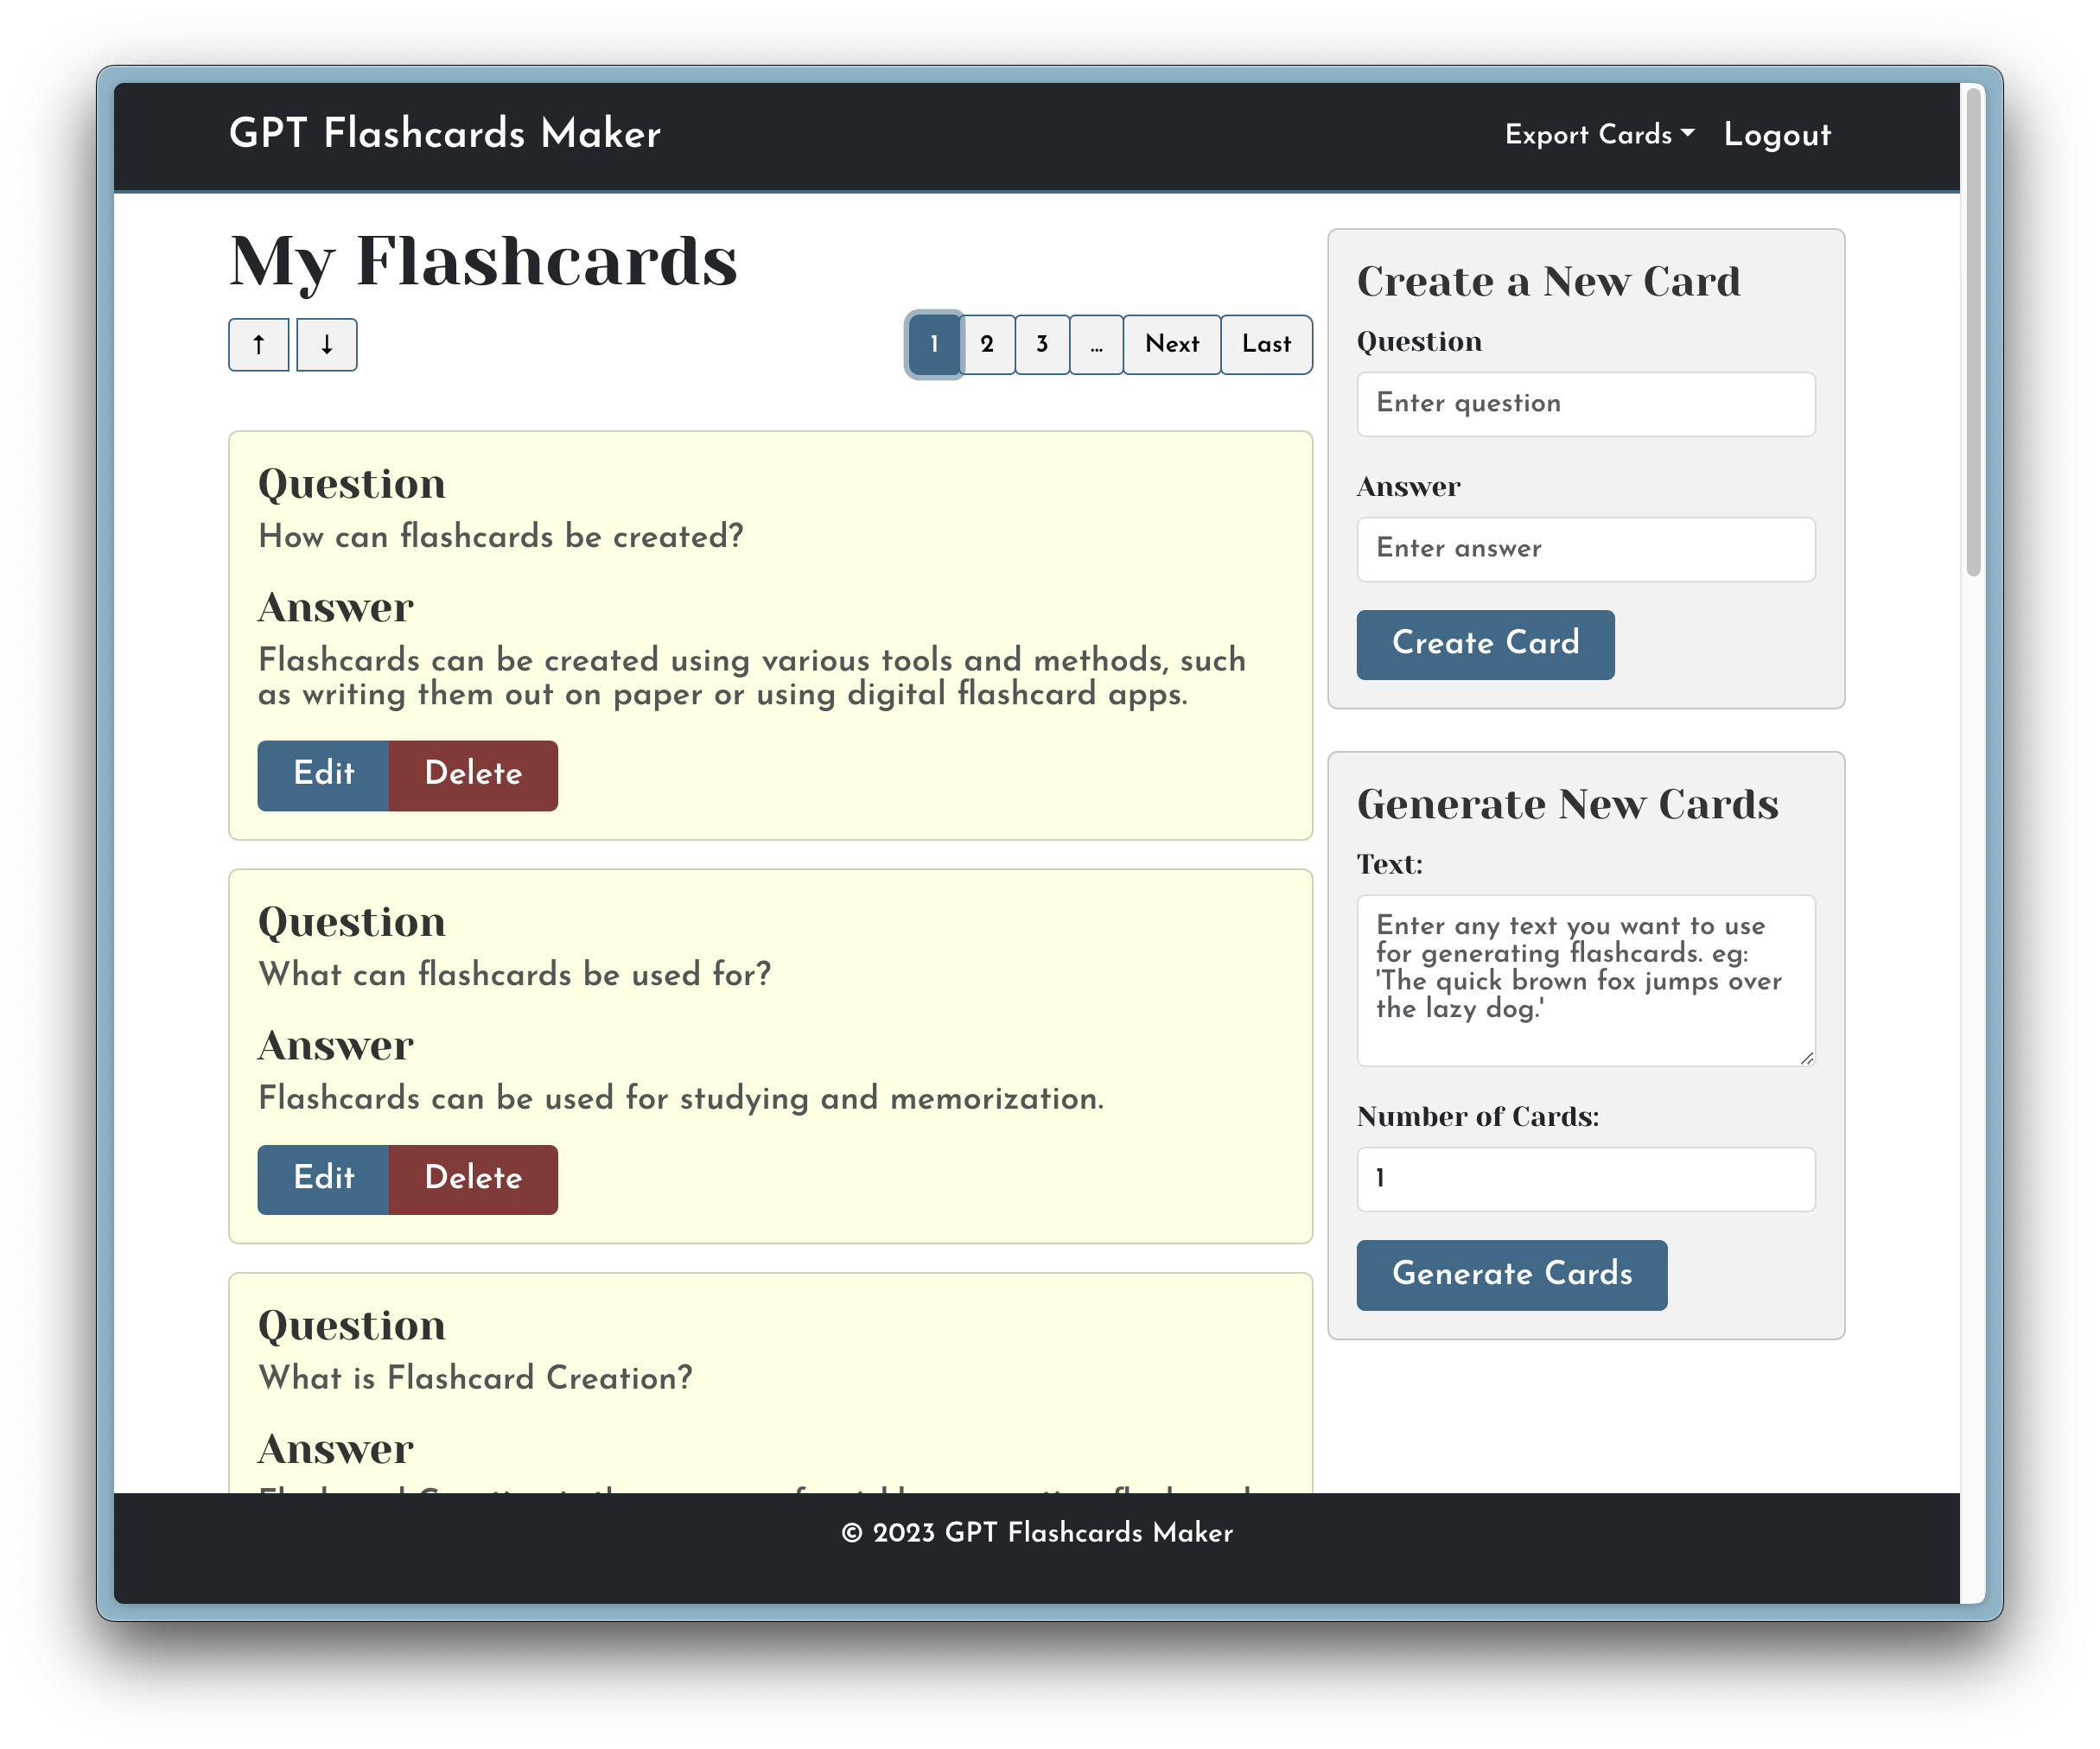 GPT Flashcards Maker
Export Cards
Logout
My Flashcards
↑ ↓
1 2 3 ... Next Last
Question
How can flashcards be created?
Answer
Flashcards can be created using various tools and methods, such
as writing them out on paper or using digital flashcard apps.
Edit Delete
Question
What can flashcards be used for?
Answer
Flashcards can be used for studying and memorization.
Edit Delete
Question
What is Flashcard Creation?
Answer
Create a New Card
Question
Enter question
Answer
Enter answer
Create Card
Generate New Cards
Text:
Enter any text you want to use
for generating flashcards. eg:
'The quick brown fox jumps over
the lazy dog.'
Number of Cards:
1
Generate Cards
© 2023 GPT Flashcards Maker